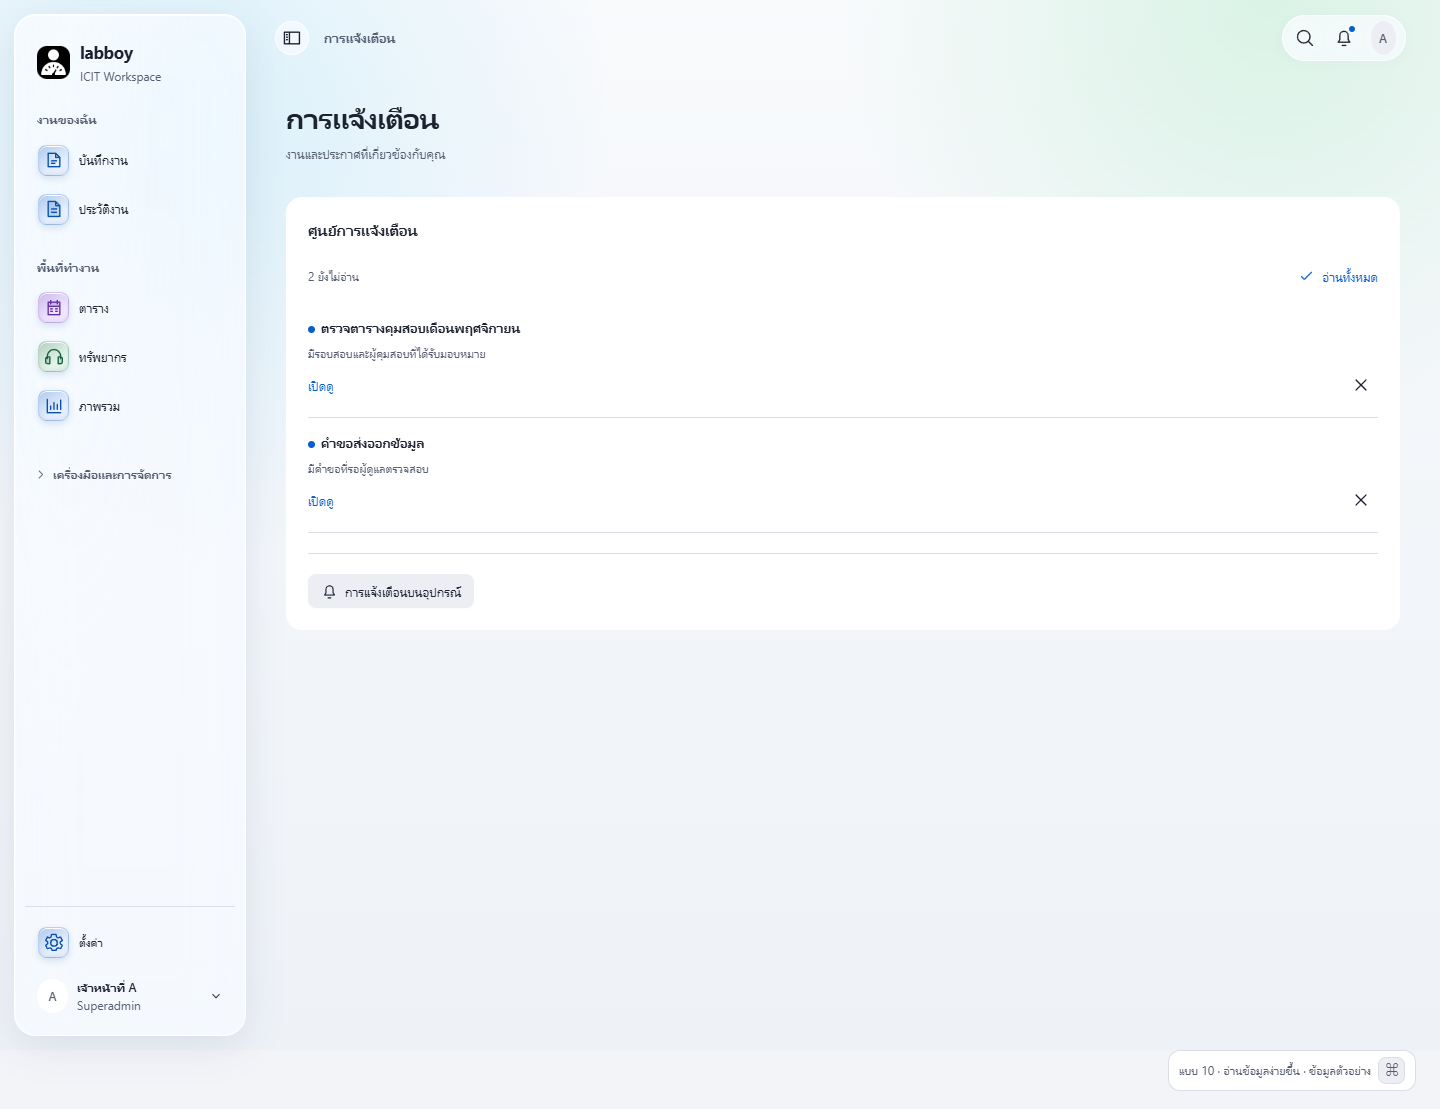 labboy
ICIT Workspace
งานของฉัน
บันทึกงาน
ประวัติงาน
พื้นที่ทำงาน
ตาราง
ทรัพยากร
ภาพรวม
เครื่องมือและการจัดการ
ตั้งค่า
A
เจ้าหน้าที่ A
Superadmin
การแจ้งเตือน
A
การแจ้งเตือน
งานและประกาศที่เกี่ยวข้องกับคุณ
ศูนย์การแจ้งเตือน
2 ยังไม่อ่าน
อ่านทั้งหมด
ตรวจตารางคุมสอบเดือนพฤศจิกายน
มีรอบสอบและผู้คุมสอบที่ได้รับมอบหมาย
เปิดดู
คำขอส่งออกข้อมูล
มีคำขอที่รอผู้ดูแลตรวจสอบ
เปิดดู
การแจ้งเตือนบนอุปกรณ์
แบบ 10 · อ่านข้อมูลง่ายขึ้น · ข้อมูลตัวอย่าง ⌘